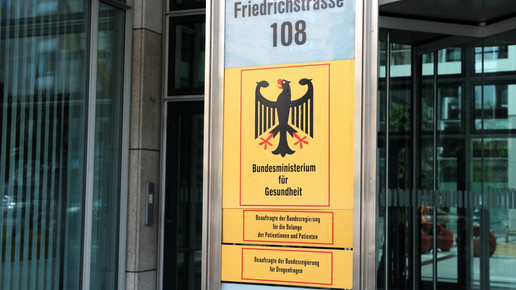 Friedrichstrasse
108
Bundesministerium
für
Gesundheit
Beauftragte der Bundesregierung
für die Belange
der Patientinnen und Patienten
Beauftragte der Bundesregierung
für Drogenfragen